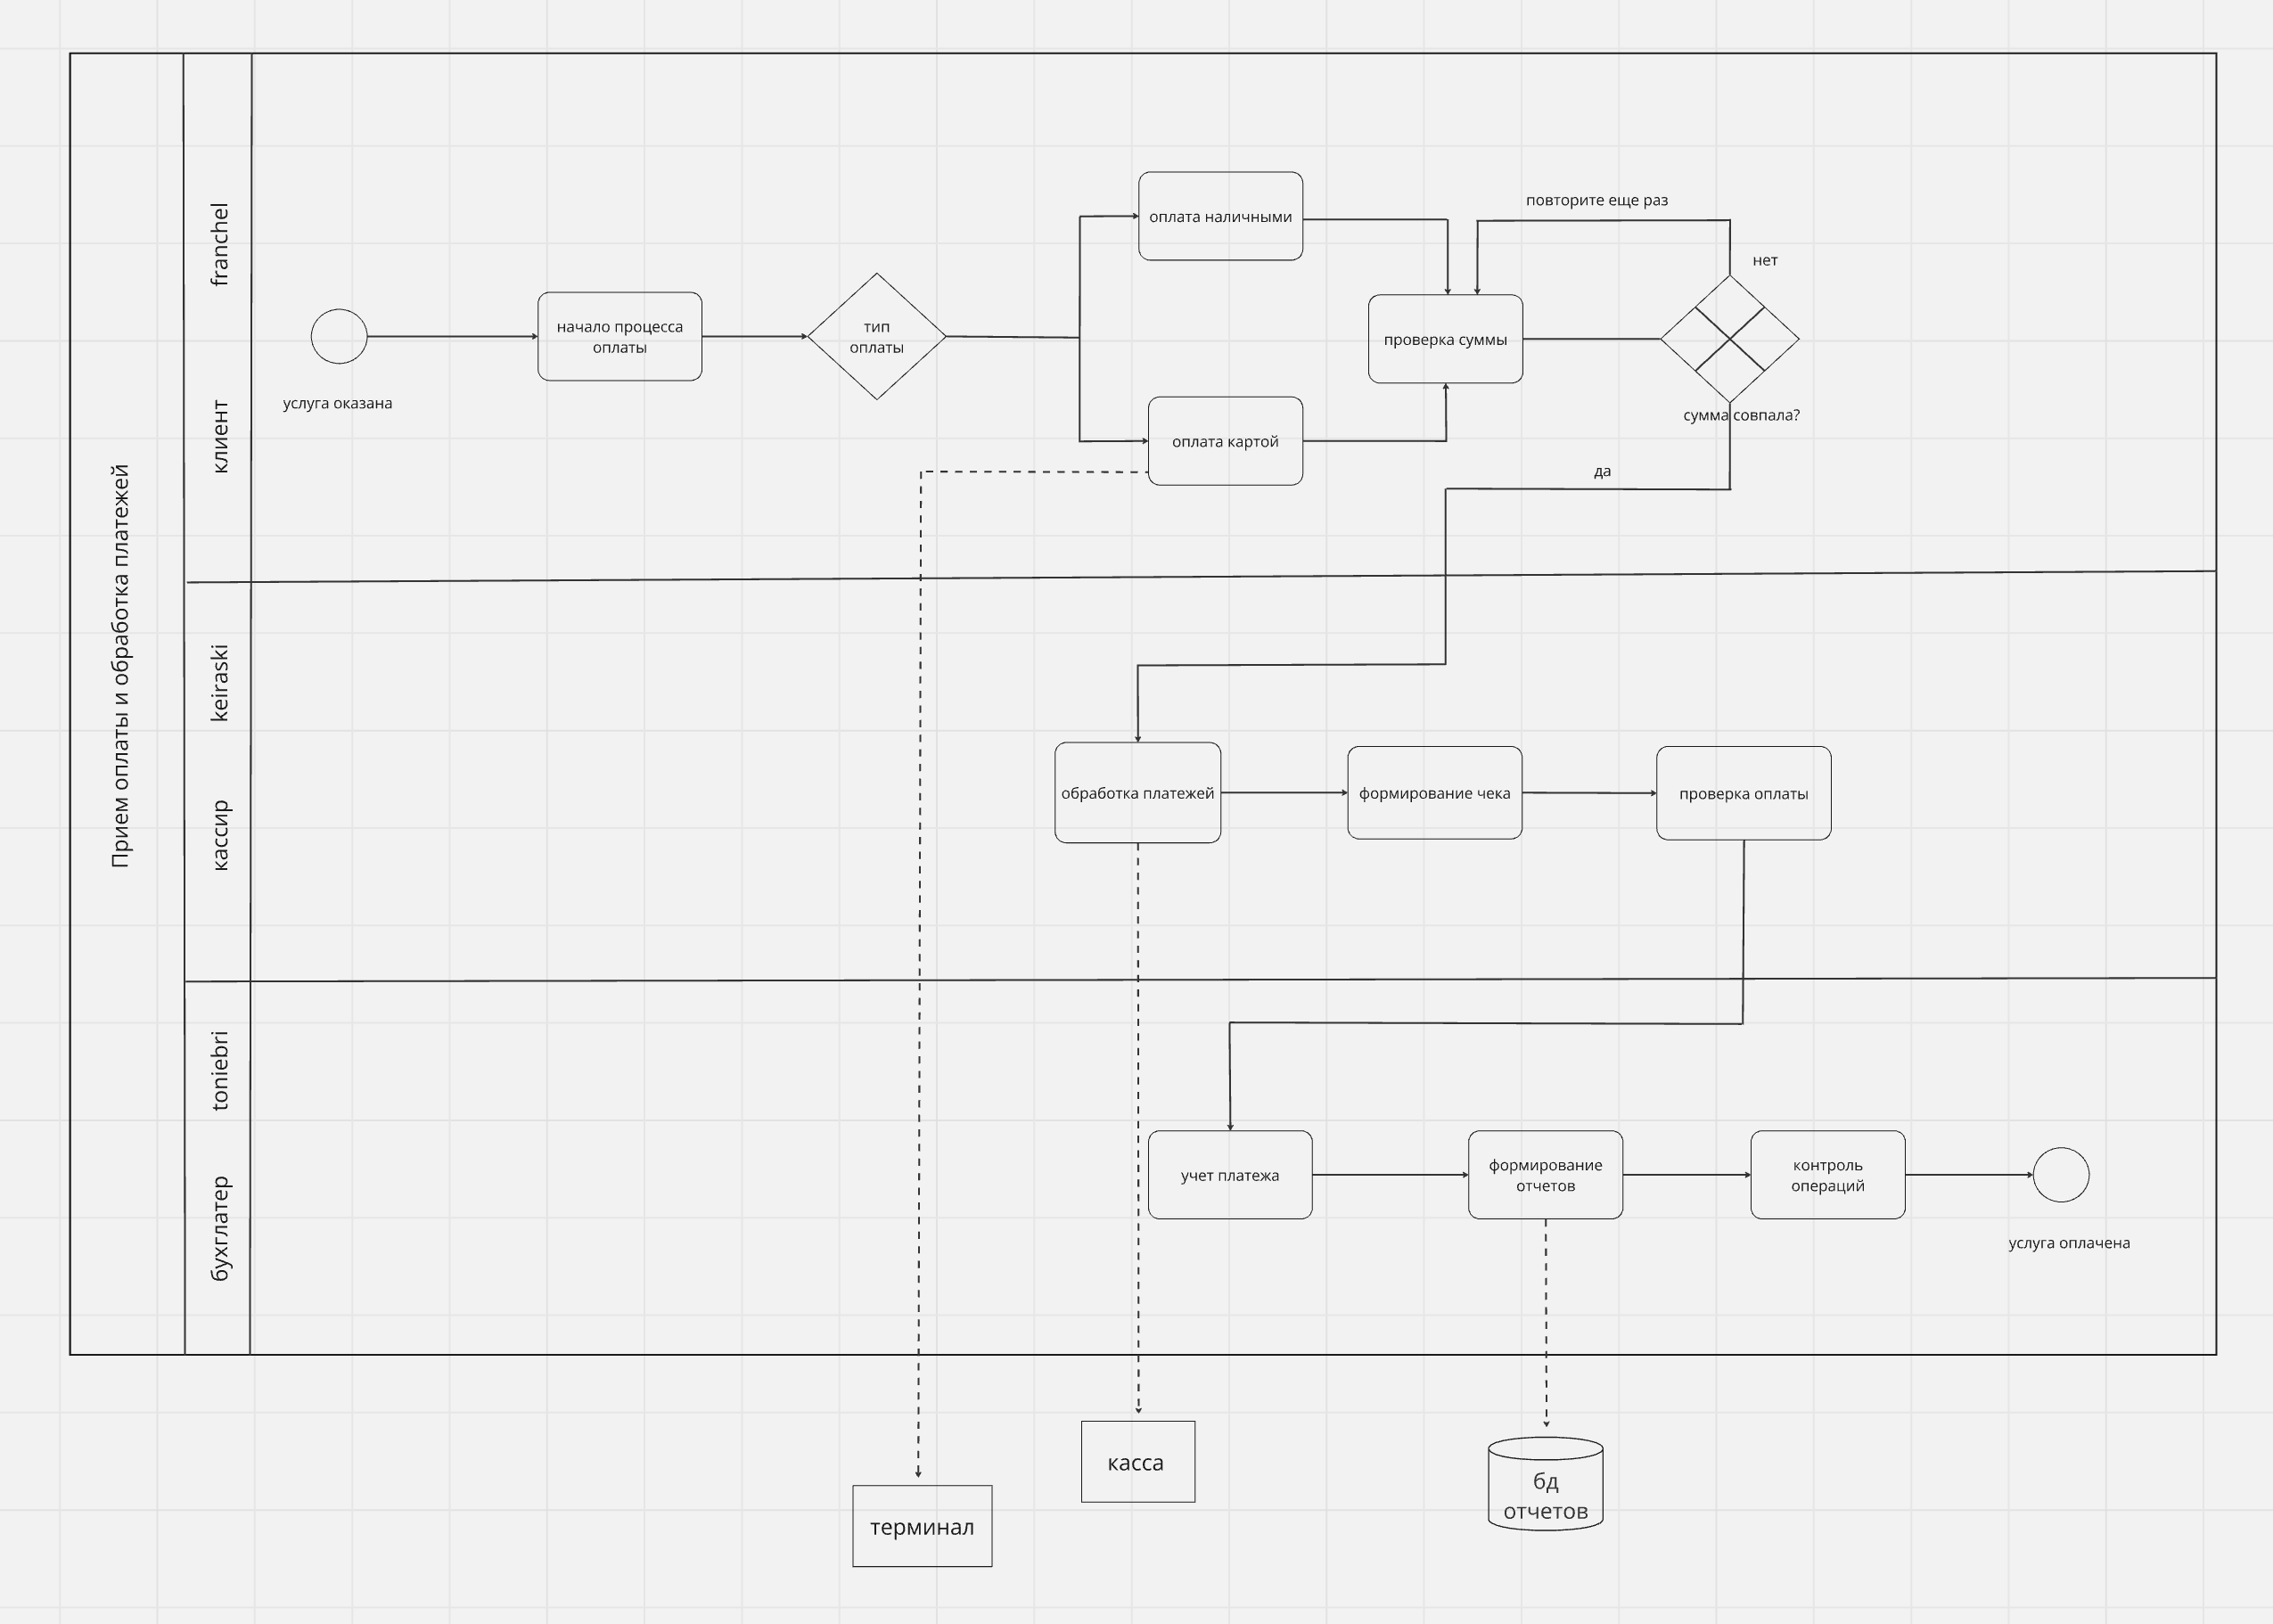 Прием оплаты и обработка платежей
franchel
клиент
услуга оказана
начало процесса
оплаты
тип
оплаты
оплата наличными
оплата картой
проверка суммы
повторите еще раз
нет
сумма совпала?
да
keiraski
кассир
обработка платежей
формирование чека
проверка оплаты
toniebri
бухглатер
учет платежа
формирование
отчетов
контроль
операций
услуга оплачена
терминал
касса
бд
отчетов